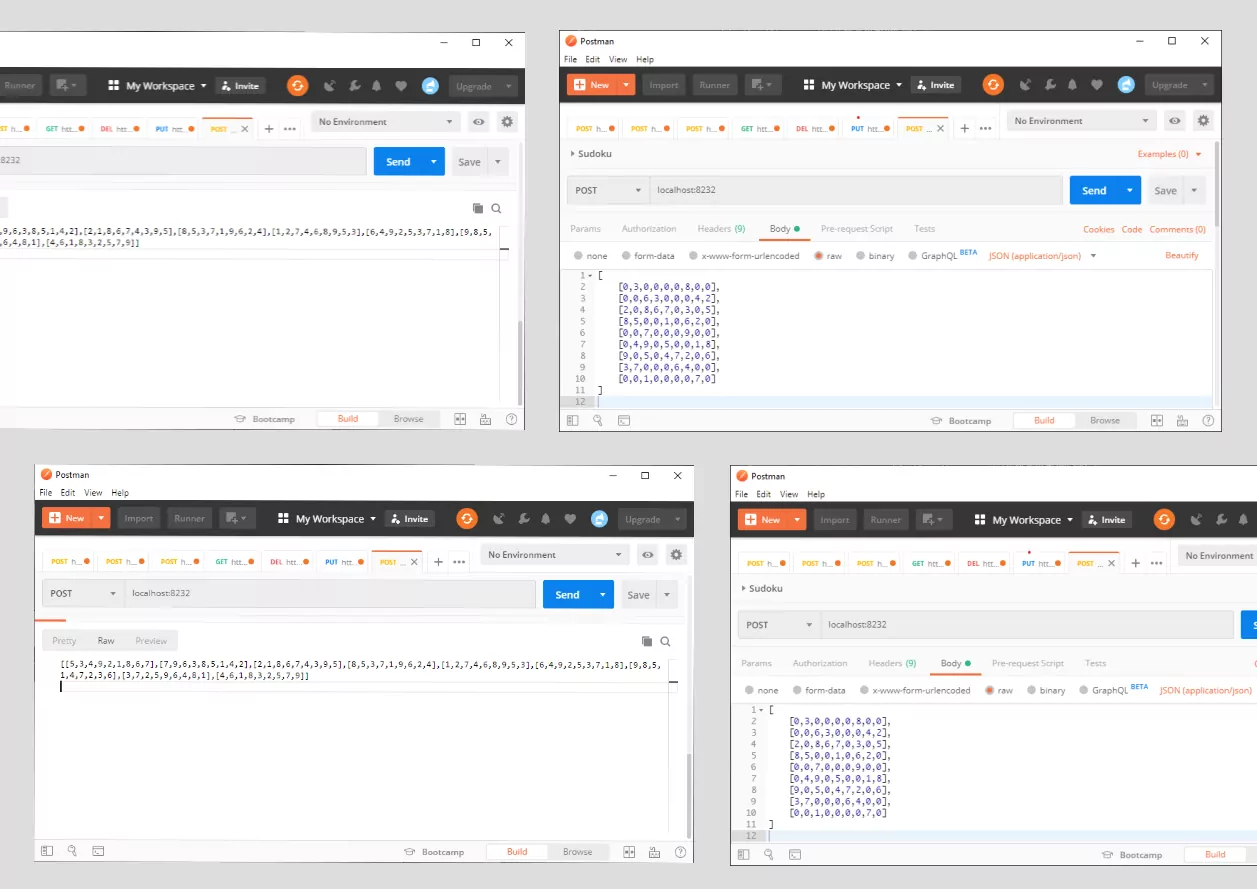 Runner
My Workspace
Invite
Upgrade
ST h...
GET htt...
DEL htt...
PUT htt...
POST ...
No Environment
8232
Send
Save
,9,6,3,8,5,1,4,2],[2,1,8,6,7,4,3,9,5],[8,5,3,7,1,9,6,2,4],[1,2,7,4,6,8,9,5,3],[6,4,9,2,5,3,7,1,8],[9,8,5,
,6,4,8,1],[4,6,1,8,3,2,5,7,9]]
Bootcamp
Build
Browse
Postman
File Edit View Help
New
Import
Runner
My Workspace
Invite
Upgrade
POST h...
POST h...
POST h...
GET htt...
DEL htt...
PUT htt...
POST ...
No Environment
Sudoku
Examples (0)
POST
localhost:8232
Send
Save
Params
Authorization
Headers (9)
Body
Pre-request Script
Tests
Cookies Code Comments (0)
none
form-data
x-www-form-urlencoded
raw
binary
GraphQL BETA
JSON (application/json)
Beautify
1 [
2 [0,3,0,0,0,0,8,0,0],
3 [0,0,6,3,0,0,0,4,2],
4 [2,0,8,6,7,0,3,0,5],
5 [8,5,0,0,1,0,6,2,0],
6 [0,0,7,0,0,0,9,0,0],
7 [0,4,9,0,5,0,0,1,8],
8 [9,0,5,0,4,7,2,0,6],
9 [3,7,0,0,0,6,4,0,0],
10 [0,0,1,0,0,0,0,7,0]
11 ]
12
Bootcamp
Build
Browse
Postman
File Edit View Help
New
Import
Runner
My Workspace
Invite
Upgrade
POST h...
POST h...
POST h...
GET htt...
DEL htt...
PUT htt...
POST ...
No Environment
POST
localhost:8232
Send
Save
Pretty
Raw
Preview
[[5,3,4,9,2,1,8,6,7],[7,9,6,3,8,5,1,4,2],[2,1,8,6,7,4,3,9,5],[8,5,3,7,1,9,6,2,4],[1,2,7,4,6,8,9,5,3],[6,4,9,2,5,3,7,1,8],[9,8,5,
1,4,7,2,3,6],[3,7,2,5,9,6,4,8,1],[4,6,1,8,3,2,5,7,9]]
Bootcamp
Build
Browse
Postman
File Edit View Help
New
Import
Runner
My Workspace
Invite
POST h...
POST h...
POST h...
GET htt...
DEL htt...
PUT htt...
POST ...
No Environment
Sudoku
POST
localhost:8232
S
Params
Authorization
Headers (9)
Body
Pre-request Script
Tests
none
form-data
x-www-form-urlencoded
raw
binary
GraphQL BETA
JSON (application/json)
1 [
2 [0,3,0,0,0,0,8,0,0],
3 [0,0,6,3,0,0,0,4,2],
4 [2,0,8,6,7,0,3,0,5],
5 [8,5,0,0,1,0,6,2,0],
6 [0,0,7,0,0,0,9,0,0],
7 [0,4,9,0,5,0,0,1,8],
8 [9,0,5,0,4,7,2,0,6],
9 [3,7,0,0,0,6,4,0,0],
10 [0,0,1,0,0,0,0,7,0]
11 ]
12
Bootcamp
Build